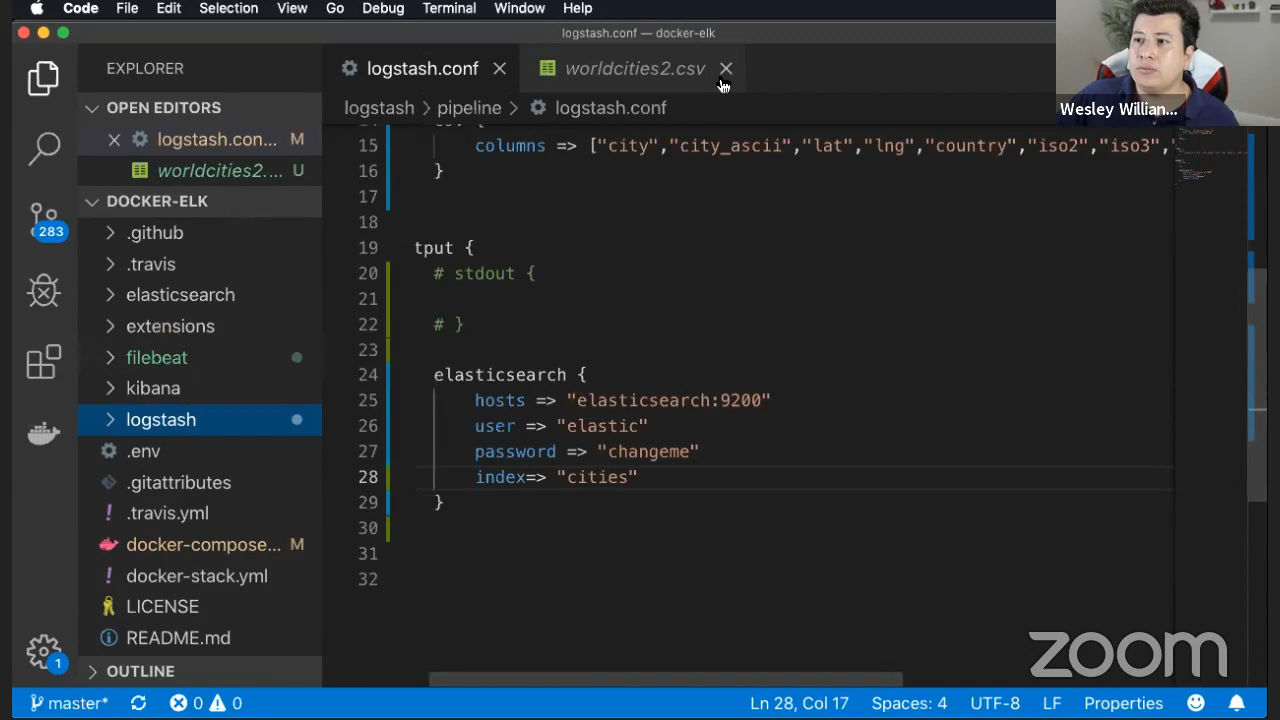 Code File Edit Selection View Go Debug Terminal Window Help
logstash.conf — docker-elk
EXPLORER
logstash.conf
worldcities2.csv
OPEN EDITORS
logstash > pipeline > logstash.conf
Wesley Willian...
logstash.con... M
worldcities2.... U
DOCKER-ELK
.github
283
.travis
elasticsearch
extensions
filebeat
kibana
logstash
.env
.gitattributes
.travis.yml
docker-compose... M
docker-stack.yml
LICENSE
README.md
1
OUTLINE
15 columns => ["city","city_ascii","lat","lng","country","iso2","iso3","
16 }
17
18
19 tput {
20 # stdout {
21
22 # }
23
24 elasticsearch {
25 hosts => "elasticsearch:9200"
26 user => "elastic"
27 password => "changeme"
28 index=> "cities"
29 }
30
31
32
zoom
master* 0 0 Ln 28, Col 17 Spaces: 4 UTF-8 LF Properties